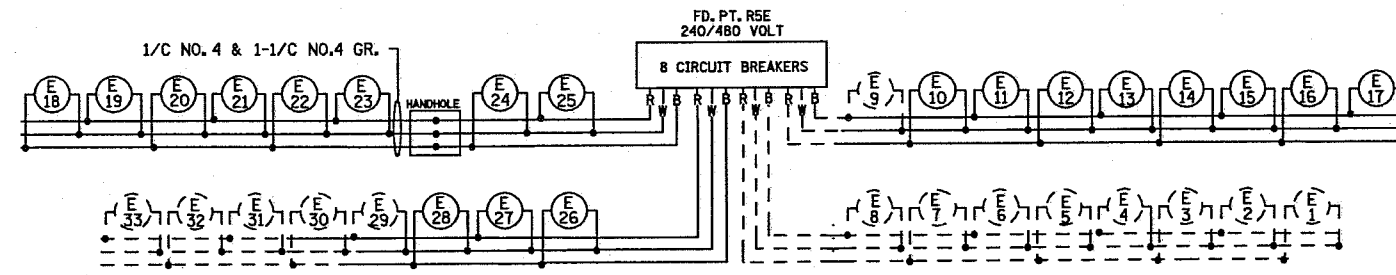 FD. PT. R5E
240/480 VOLT
8 CIRCUIT BREAKERS
1/C NO. 4 & 1-1/C NO.4 GR.
HANDHOLE
R W B R W B R W B R W B
E 18
E 19
E 20
E 21
E 22
E 23
E 24
E 25
E 9
E 10
E 11
E 12
E 13
E 14
E 15
E 16
E 17
E 33
E 32
E 31
E 30
E 29
E 28
E 27
E 26
E 8
E 7
E 6
E 5
E 4
E 3
E 2
E 1